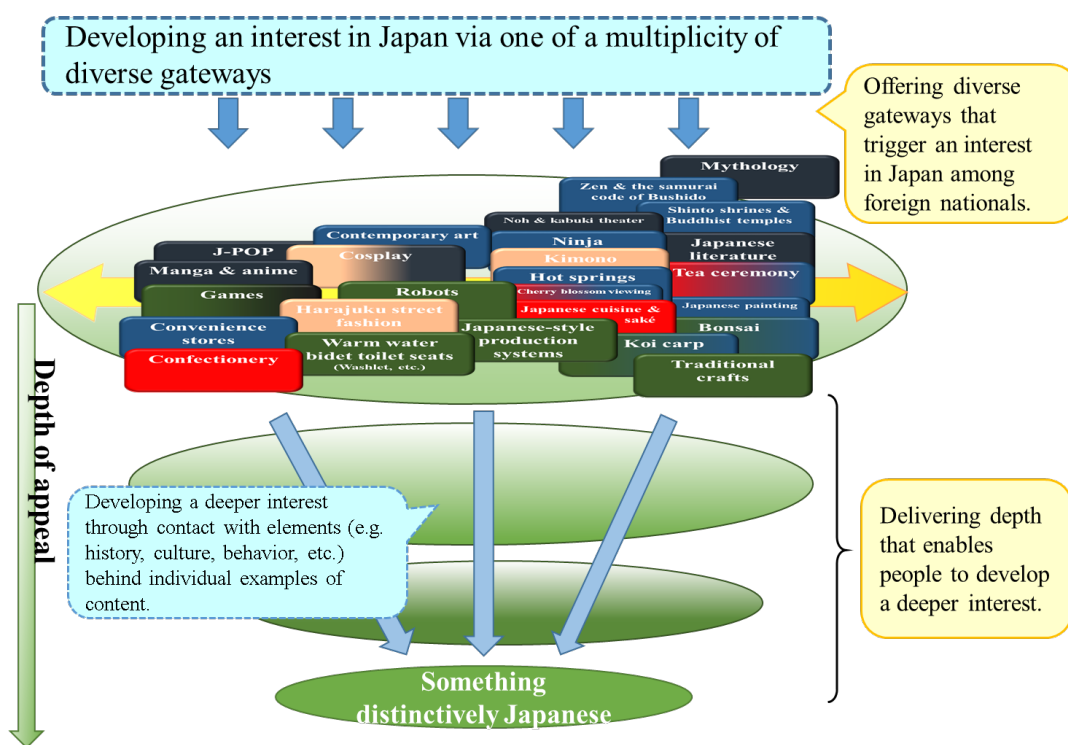 Developing an interest in Japan via one of a multiplicity of
diverse gateways
Offering diverse
gateways that
trigger an interest
in Japan among
foreign nationals.
Mythology
Zen & the samurai
code of Bushido
Shinto shrines &
Buddhist temples
Noh & kabuki theater
Contemporary art
Ninja
Japanese
literature
J-POP
Cosplay
Kimono
Manga & anime
Hot springs
Tea ceremony
Games
Robots
Cherry blossom viewing
Harajuku street
fashion
Japanese cuisine &
saké
Japanese painting
Convenience
stores
Japanese-style
production
systems
Bonsai
Warm water
bidet toilet seats
(Washlet, etc.)
Koi carp
Confectionery
Traditional
crafts
Depth of appeal
Developing a deeper interest
through contact with elements (e.g.
history, culture, behavior, etc.)
behind individual examples of
content.
Delivering depth
that enables
people to develop
a deeper interest.
Something
distinctively Japanese